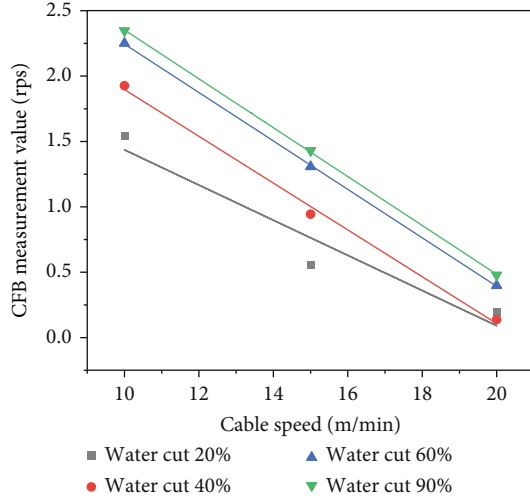 2.5
2.0
1.5
1.0
0.5
0.0
CFB measurement value (rps)
10 12 14 16 18 20
Cable speed (m/min)
Water cut 20% Water cut 60%
Water cut 40% Water cut 90%